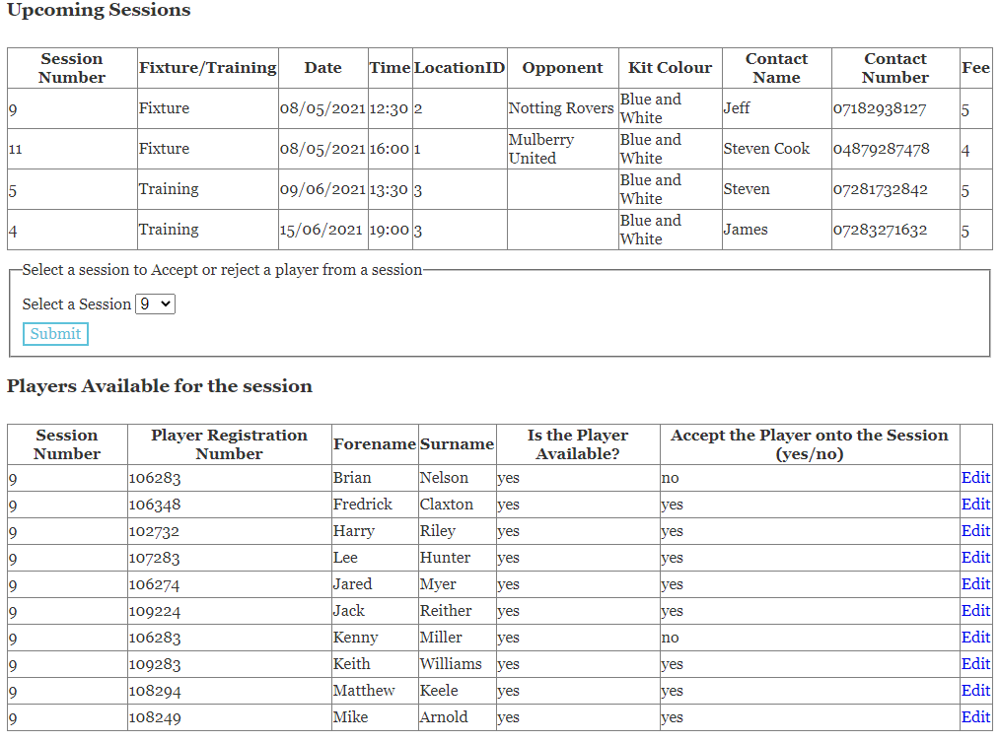 Upcoming Sessions
Session Number Fixture/Training Date Time LocationID Opponent Kit Colour Contact Name Contact Number Fee
9 Fixture 08/05/2021 12:30 2 Notting Rovers Blue and White Jeff 07182938127 5
11 Fixture 08/05/2021 16:00 1 Mulberry United Blue and White Steven Cook 04879287478 4
5 Training 09/06/2021 13:30 3 Blue and White Steven 07281732842 5
4 Training 15/06/2021 19:00 3 Blue and White James 07283271632 5
Select a session to Accept or reject a player from a session
Select a Session 9
Submit
Players Available for the session
Session Number Player Registration Number Forename Surname Is the Player Available? Accept the Player onto the Session (yes/no)
9 106283 Brian Nelson yes no Edit
9 106348 Fredrick Claxton yes yes Edit
9 102732 Harry Riley yes yes Edit
9 107283 Lee Hunter yes yes Edit
9 106274 Jared Myer yes yes Edit
9 109224 Jack Reither yes yes Edit
9 106283 Kenny Miller yes no Edit
9 109283 Keith Williams yes yes Edit
9 108294 Matthew Keele yes yes Edit
9 108249 Mike Arnold yes yes Edit